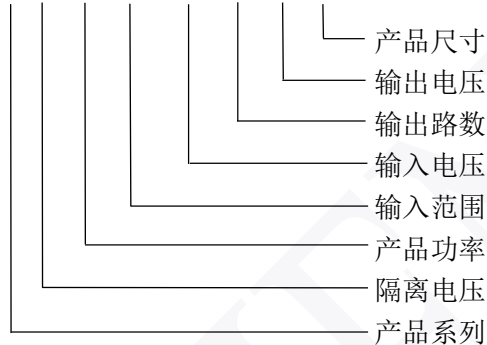 产品尺寸
输出电压
输出路数
输入电压
输入范围
产品功率
隔离电压
产品系列